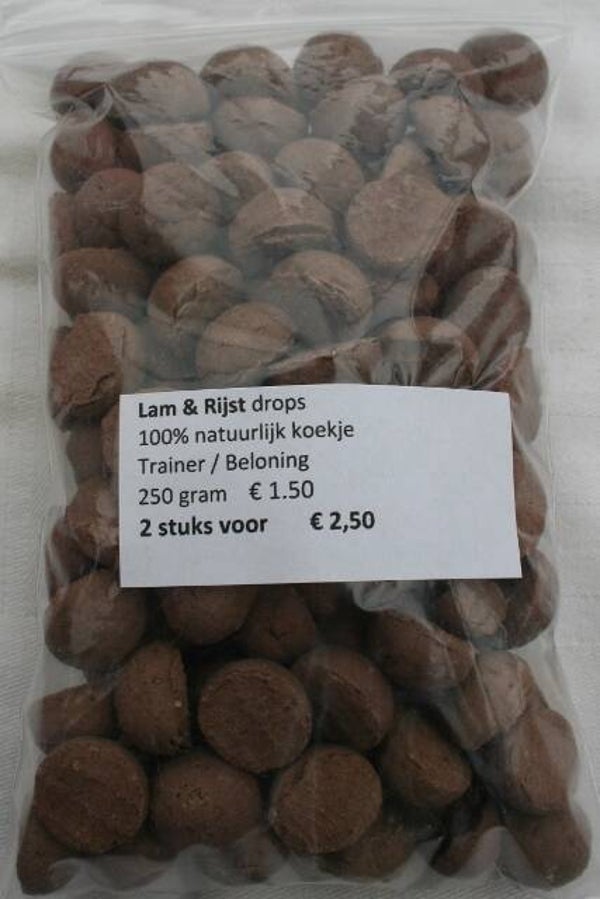 Lam & Rijst drops
100% natuurlijk koekje
Trainer / Beloning
250 gram € 1.50
2 stuks voor € 2,50